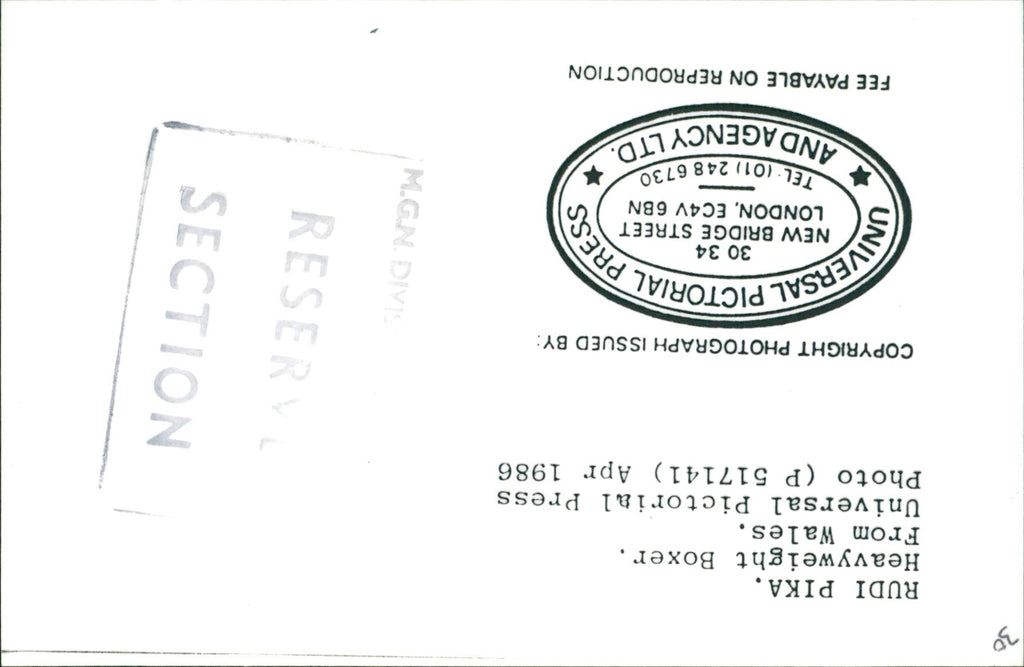 RUDI PIKA.
Heavyweight Boxer.
From Wales.
Universal Pictorial Press
Photo (P 517141) Apr 1986
COPYRIGHT PHOTOGRAPH ISSUED BY:
UNIVERSAL PICTORIAL PRESS
30 34
NEW BRIDGE STREET
LONDON, EC4V 6BN
TEL: (01) 248 6730
AND AGENCY LTD.
FEE PAYABLE ON REPRODUCTION
M.G.N. DIVIS
RESERVE
SECTION